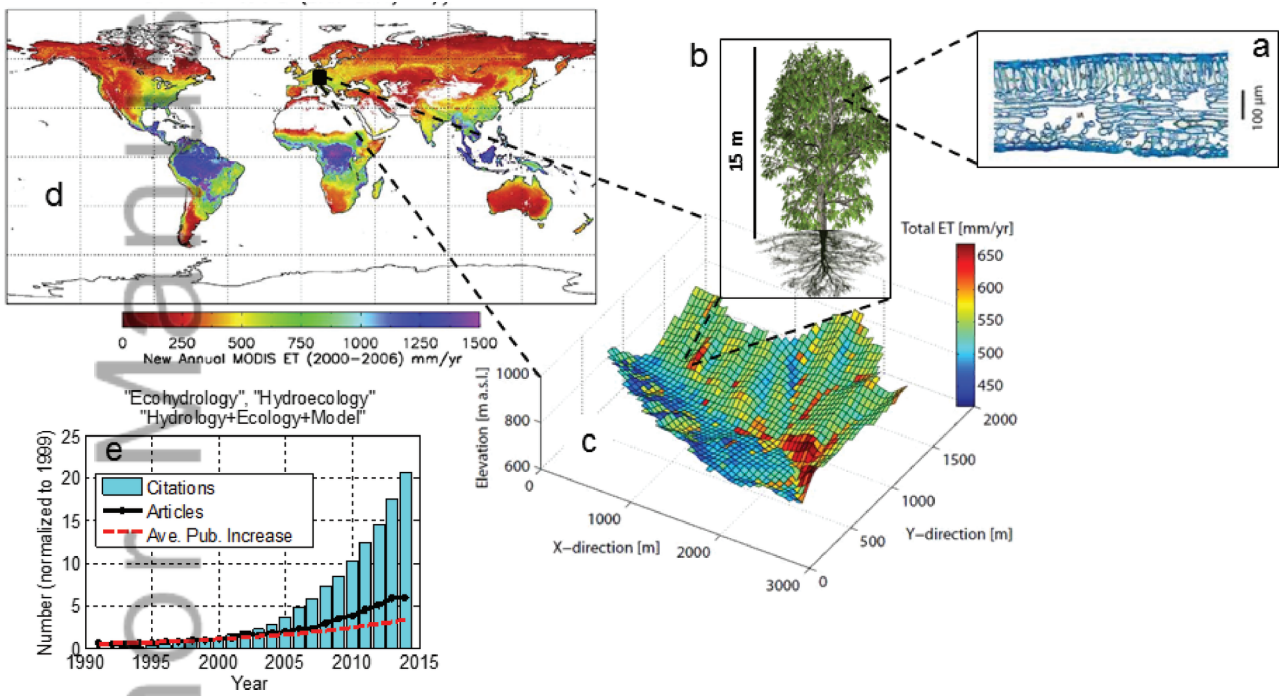 d
0 250 500 750 1000 1250 1500
New Annual MODIS ET (2000-2006) mm/yr
b
15 m
a
100 μm
Total ET [mm/yr]
650
600
550
500
450
c
Elevation [m a.s.l.]
1000
800
600
0
1000
2000
3000
X-direction [m]
0
500
1000
1500
2000
Y-direction [m]
"Ecohydrology", "Hydroecology"
"Hydrology+Ecology+Model"
e
Citations
Articles
Ave. Pub. Increase
Number (normalized to 1999)
25
20
15
10
5
0
1990 1995 2000 2005 2010 2015
Year
or Manus